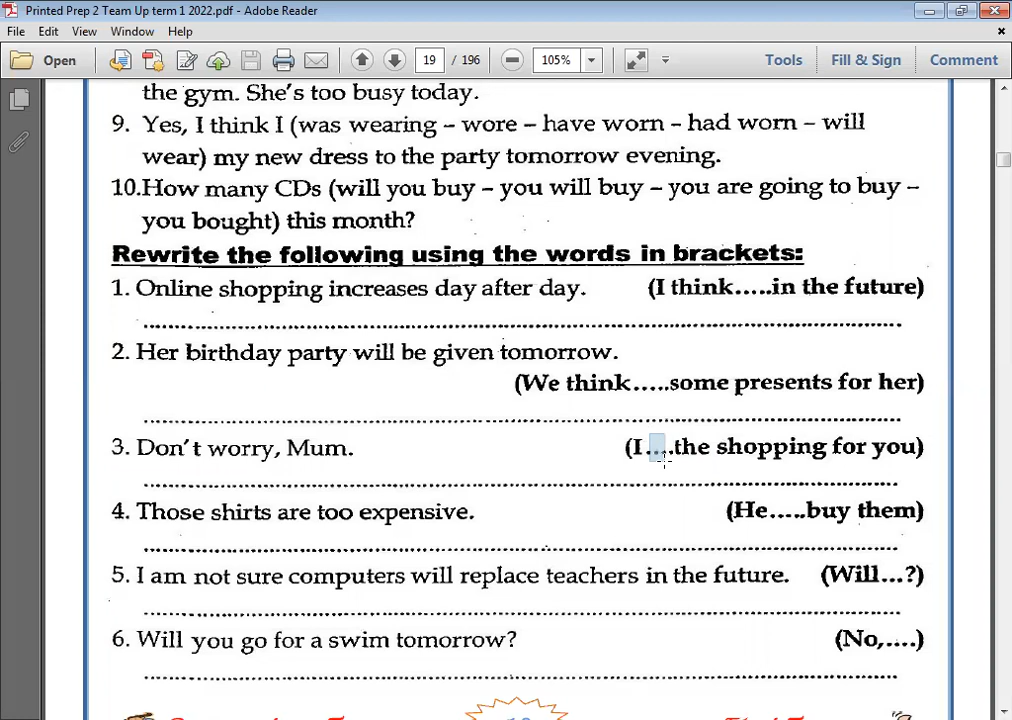 Printed Prep 2 Team Up term 1 2022.pdf - Adobe Reader
File Edit View Window Help
Open 19 / 196 105% Tools Fill & Sign Comment
the gym. She's too busy today.
9. Yes, I think I (was wearing – wore – have worn – had worn – will
wear) my new dress to the party tomorrow evening.
10.How many CDs (will you buy – you will buy – you are going to buy –
you bought) this month?
Rewrite the following using the words in brackets:
1. Online shopping increases day after day. (I think.....in the future)
2. Her birthday party will be given tomorrow.
(We think.....some presents for her)
3. Don't worry, Mum. (I.....the shopping for you)
4. Those shirts are too expensive. (He.....buy them)
5. I am not sure computers will replace teachers in the future. (Will...?)
6. Will you go for a swim tomorrow? (No,....)